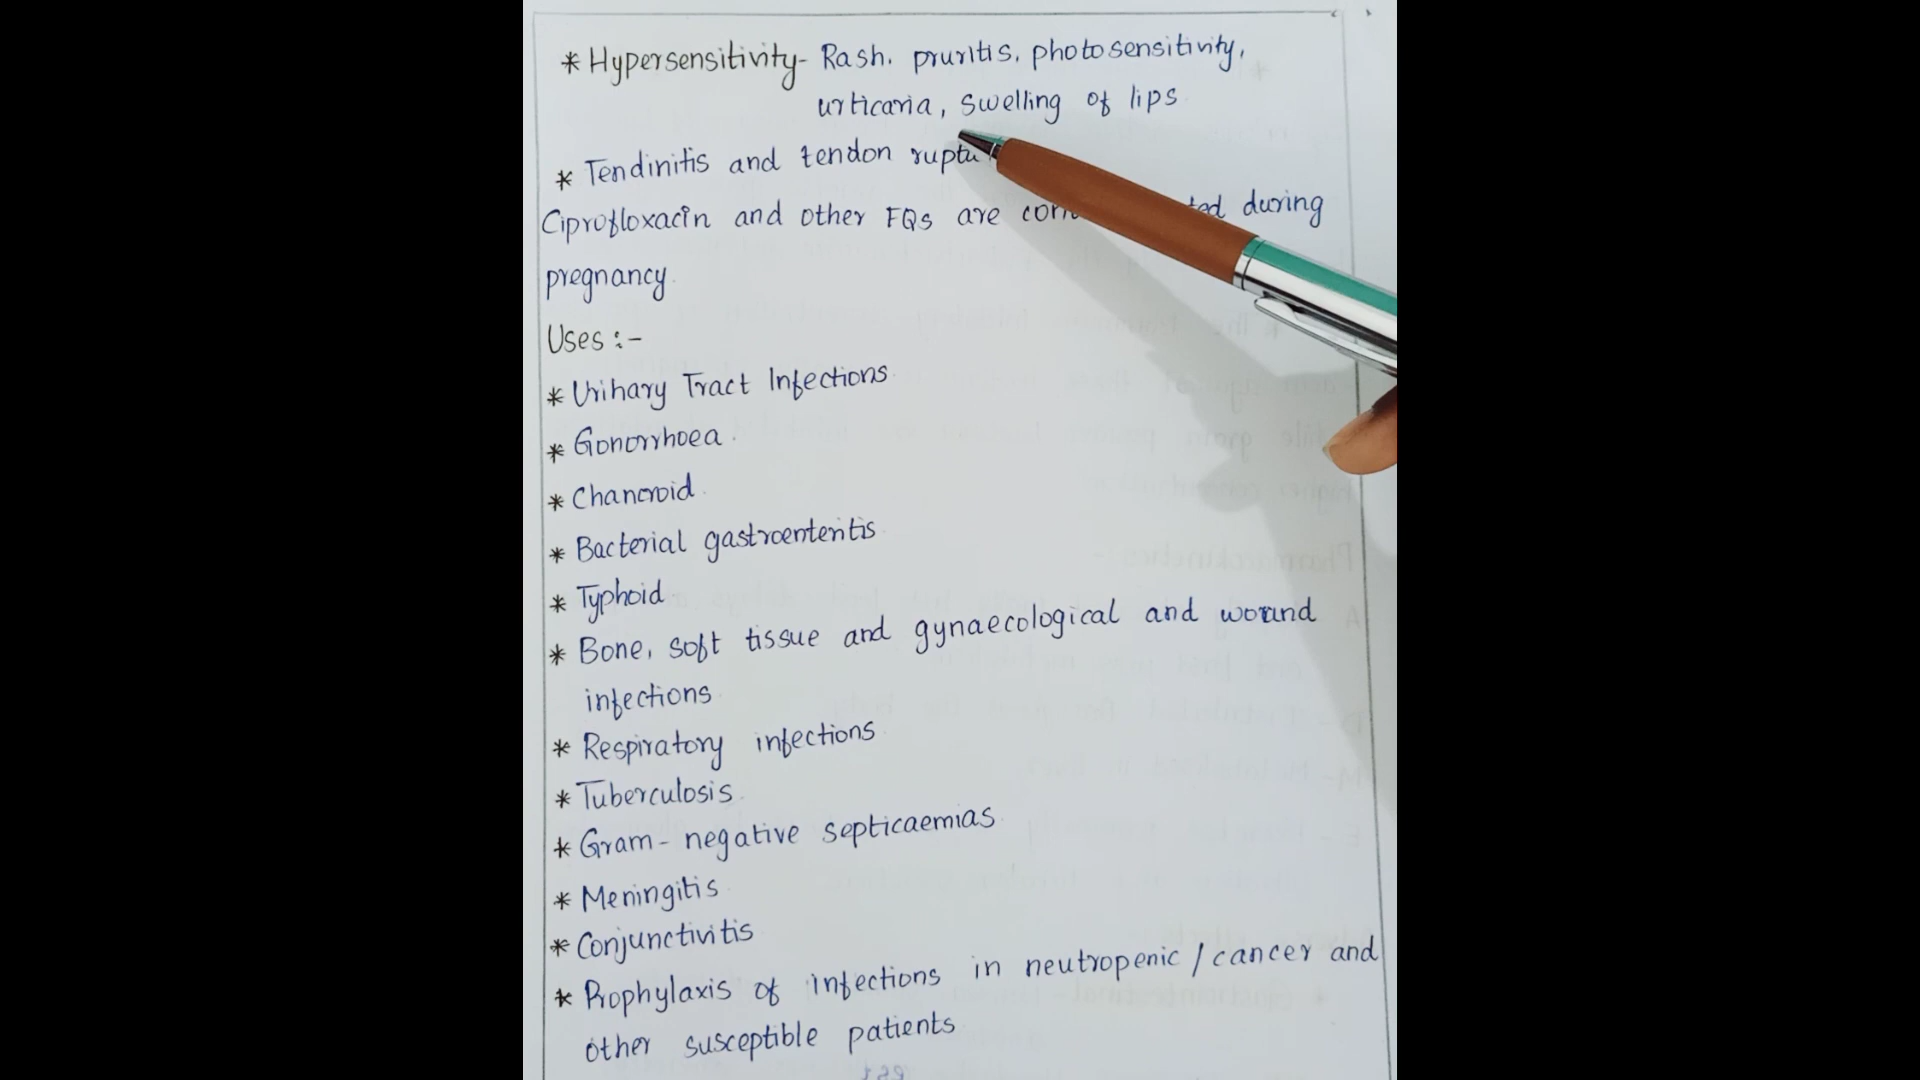 * Hypersensitivity- Rash, pruritis, photosensitivity,
urticaria, swelling of lips
* Tendinitis and tendon
Ciprofloxacin and other FQs are during
pregnancy.
Uses :-
* Urinary Tract Infections
* Gonorrhoea.
* Chancroid.
* Bacterial gastroenteritis.
* Typhoid.
* Bone, soft tissue and gynaecological and wound
infections.
* Respiratory infections
* Tuberculosis.
* Gram-negative septicaemias.
* Meningitis
* Conjunctivitis
* Prophylaxis of infections in neutropenic / cancer and
other susceptible patients